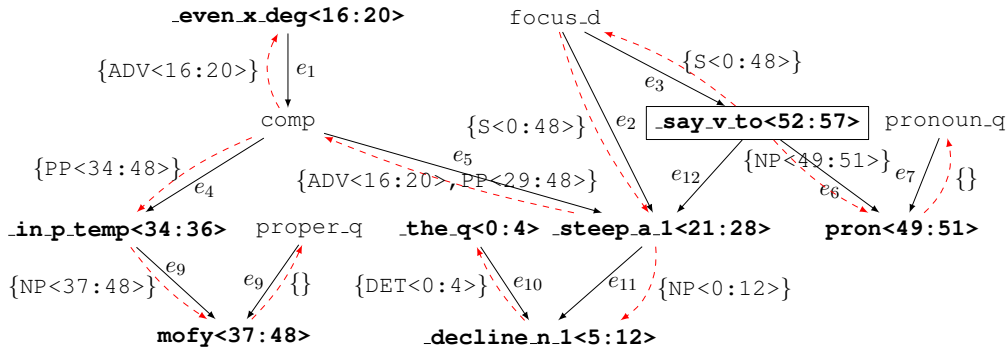 _even_x_deg<16:20>
focus_d
{ADV<16:20>}
e1
{S<0:48>}
e3
comp
{S<0:48>}
e2
_say_v_to<52:57>
pronoun_q
{PP<34:48>}
e4
e5
{ADV<16:20>,PP<29:48>}
e12
{NP<49:51>}
e6
e7
{}
_in_p_temp<34:36>
proper_q
_the_q<0:4>
_steep_a_1<21:28>
pron<49:51>
{NP<37:48>}
e9
e9
{}
{DET<0:4>}
e10
e11
{NP<0:12>}
mofy<37:48>
_decline_n_1<5:12>